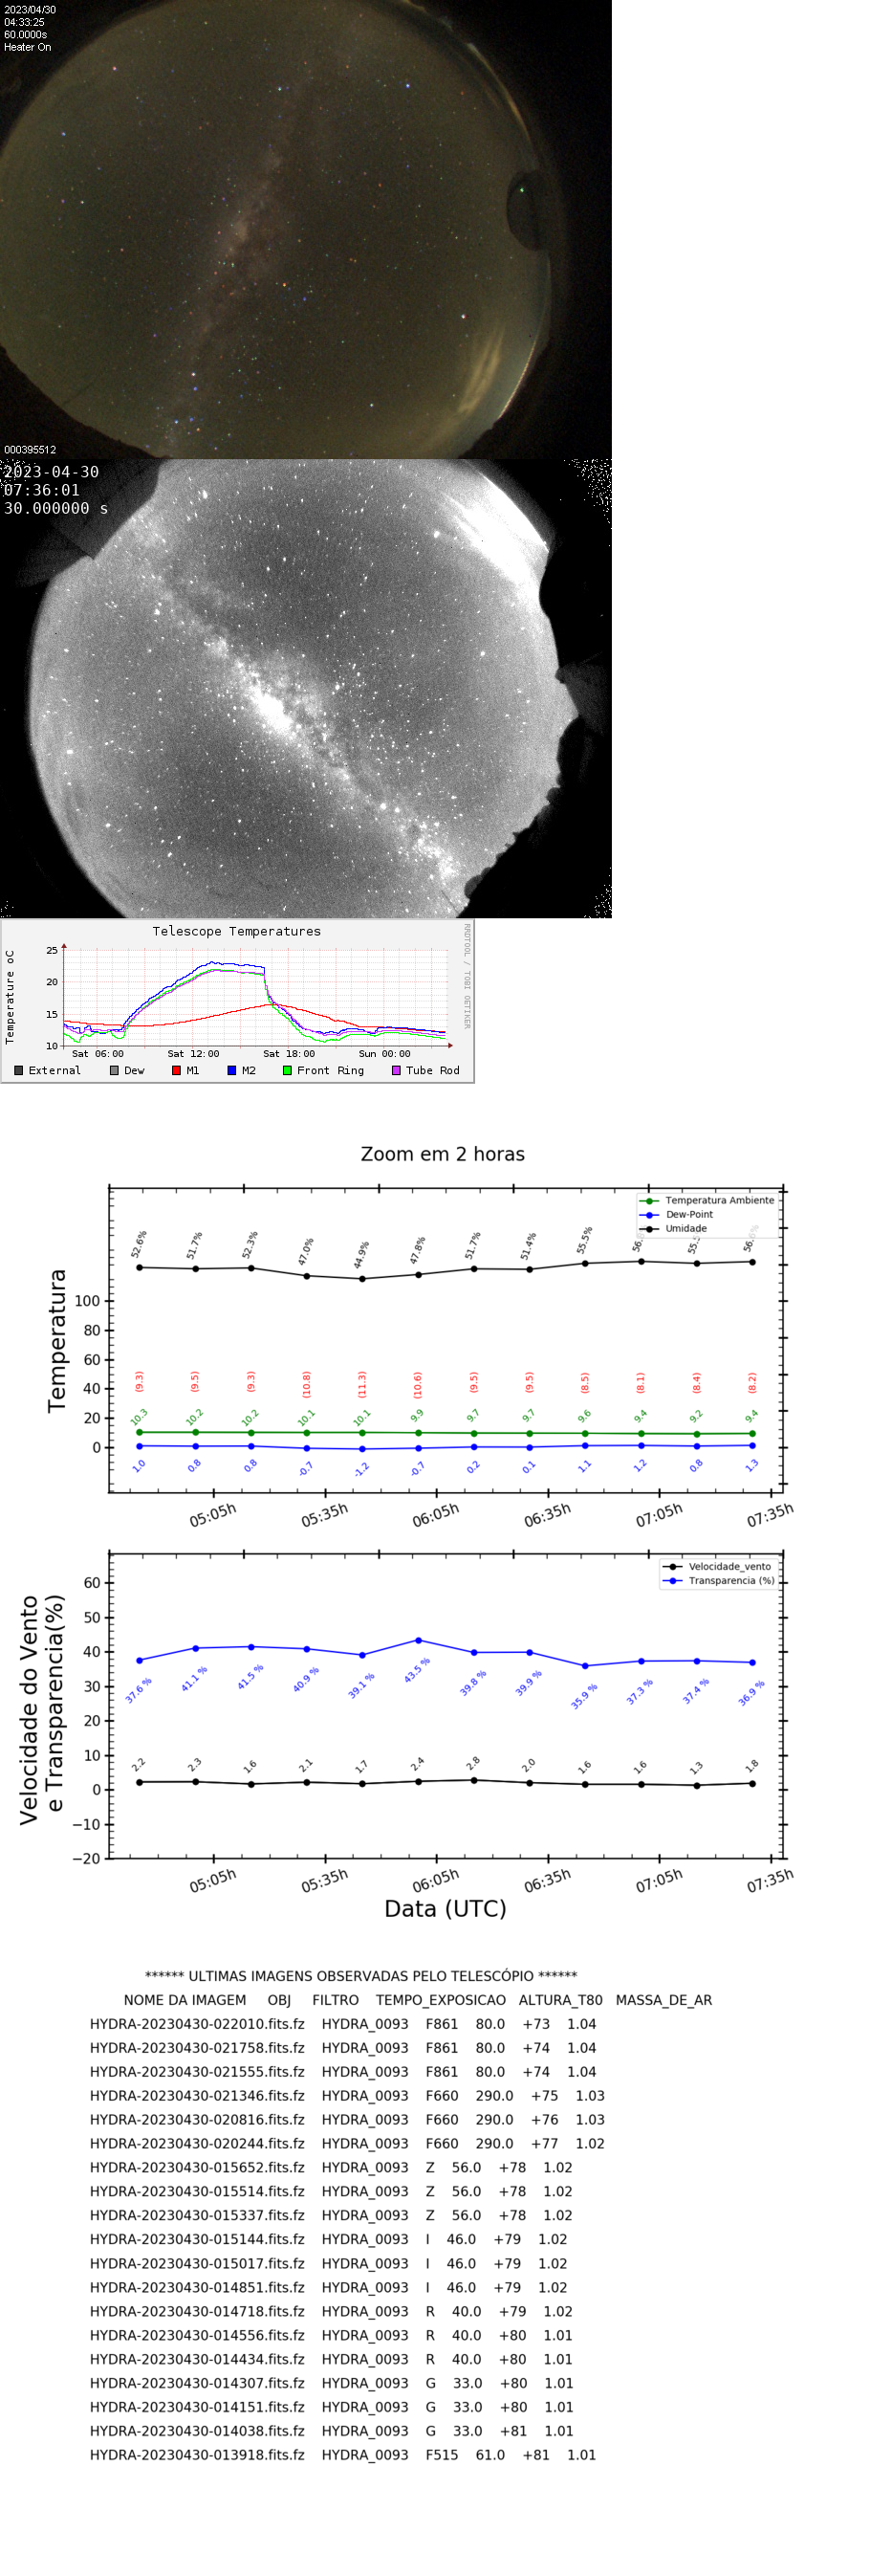 2023/04/30
04:33:25
60.0000s
Heater On
000395512
2023-04-30
07:36:01
30.000000 s
Telescope Temperatures
RRDTOOL / TOBI OETIKER
Temperature oC
25
20
15
10
Sat 06:00 Sat 12:00 Sat 18:00 Sun 00:00
External Dew M1 M2 Front Ring Tube Rod
Zoom em 2 horas
Temperatura Ambiente
Dew-Point
Umidade
52.6% 51.7% 52.3% 47.0% 44.9% 47.8% 51.7% 51.4% 55.5%
Temperatura
100
80
60
40
20
0
(9.3) (9.5) (9.3) (10.8) (11.3) (10.6) (9.5) (9.5) (8.5) (8.1) (8.4) (8.2)
10.3 10.2 10.2 10.1 10.1 9.9 9.7 9.7 9.6 9.4 9.2 9.4
1.0 0.8 0.8 -0.7 -1.2 -0.7 0.2 0.1 1.1 1.2 0.8 1.3
05:05h 05:35h 06:05h 06:35h 07:05h 07:35h
Velocidade_vento
Transparencia (%)
Velocidade do Vento
e Transparencia(%)
60
50
40
30
20
10
0
−10
−20
37.6 % 41.1 % 41.5 % 40.9 % 39.1 % 43.5 % 39.8 % 39.9 % 35.9 % 37.3 % 37.4 % 36.9 %
2.2 2.3 1.6 2.1 1.7 2.4 2.8 2.0 1.6 1.6 1.3 1.8
05:05h 05:35h 06:05h 06:35h 07:05h 07:35h
Data (UTC)
****** ULTIMAS IMAGENS OBSERVADAS PELO TELESCÓPIO ******
NOME DA IMAGEM OBJ FILTRO TEMPO_EXPOSICAO ALTURA_T80 MASSA_DE_AR
HYDRA-20230430-022010.fits.fz HYDRA_0093 F861 80.0 +73 1.04
HYDRA-20230430-021758.fits.fz HYDRA_0093 F861 80.0 +74 1.04
HYDRA-20230430-021555.fits.fz HYDRA_0093 F861 80.0 +74 1.04
HYDRA-20230430-021346.fits.fz HYDRA_0093 F660 290.0 +75 1.03
HYDRA-20230430-020816.fits.fz HYDRA_0093 F660 290.0 +76 1.03
HYDRA-20230430-020244.fits.fz HYDRA_0093 F660 290.0 +77 1.02
HYDRA-20230430-015652.fits.fz HYDRA_0093 Z 56.0 +78 1.02
HYDRA-20230430-015514.fits.fz HYDRA_0093 Z 56.0 +78 1.02
HYDRA-20230430-015337.fits.fz HYDRA_0093 Z 56.0 +78 1.02
HYDRA-20230430-015144.fits.fz HYDRA_0093 I 46.0 +79 1.02
HYDRA-20230430-015017.fits.fz HYDRA_0093 I 46.0 +79 1.02
HYDRA-20230430-014851.fits.fz HYDRA_0093 I 46.0 +79 1.02
HYDRA-20230430-014718.fits.fz HYDRA_0093 R 40.0 +79 1.02
HYDRA-20230430-014556.fits.fz HYDRA_0093 R 40.0 +80 1.01
HYDRA-20230430-014434.fits.fz HYDRA_0093 R 40.0 +80 1.01
HYDRA-20230430-014307.fits.fz HYDRA_0093 G 33.0 +80 1.01
HYDRA-20230430-014151.fits.fz HYDRA_0093 G 33.0 +80 1.01
HYDRA-20230430-014038.fits.fz HYDRA_0093 G 33.0 +81 1.01
HYDRA-20230430-013918.fits.fz HYDRA_0093 F515 61.0 +81 1.01